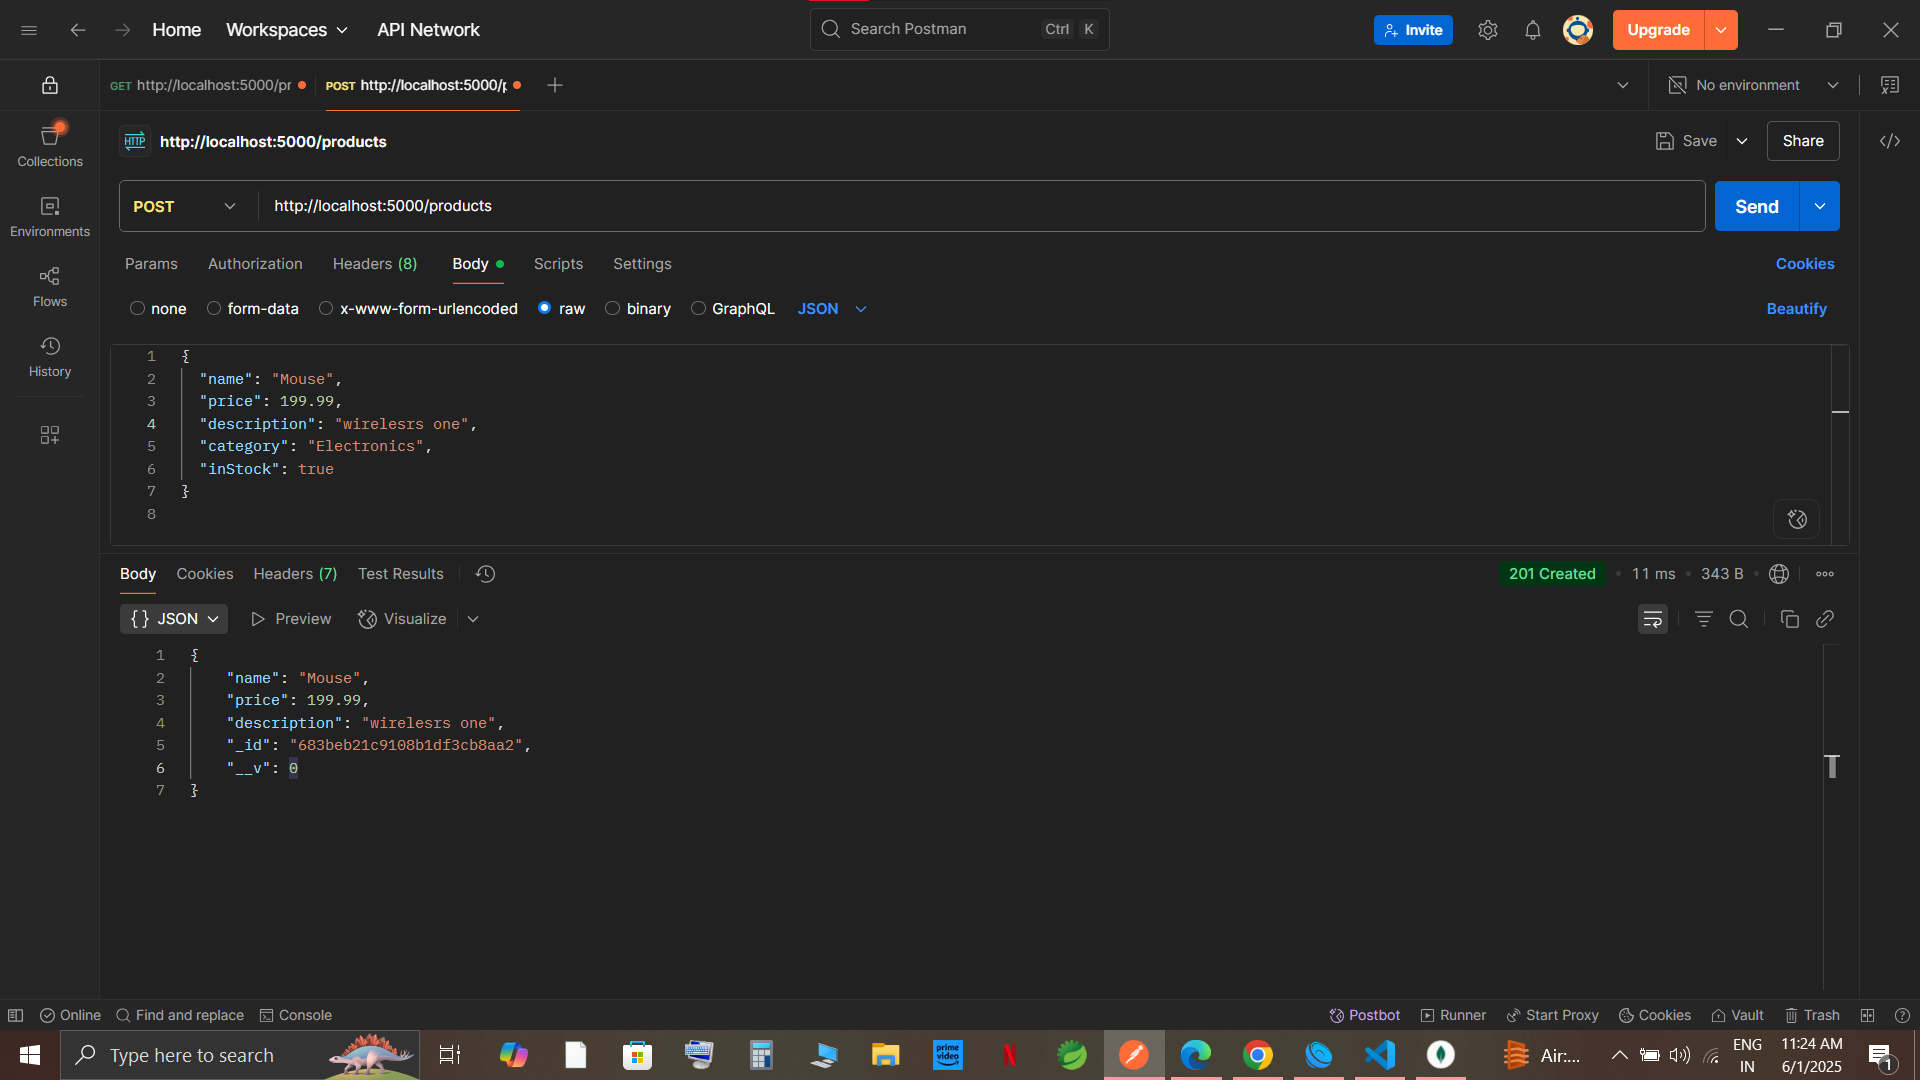 Home Workspaces API Network Search Postman Ctrl K Invite Upgrade
GET http://localhost:5000/pr POST http://localhost:5000/p No environment
HTTP http://localhost:5000/products Save Share
Collections
POST http://localhost:5000/products Send
Environments
Params Authorization Headers (8) Body Scripts Settings Cookies
Flows
none form-data x-www-form-urlencoded raw binary GraphQL JSON Beautify
History
1 {
2 "name": "Mouse",
3 "price": 199.99,
4 "description": "wirelesrs one",
5 "category": "Electronics",
6 "inStock": true
7 }
8
Body Cookies Headers (7) Test Results 201 Created • 11 ms • 343 B •
{} JSON Preview Visualize
1 {
2 "name": "Mouse",
3 "price": 199.99,
4 "description": "wirelesrs one",
5 "_id": "683beb21c9108b1df3cb8aa2",
6 "__v": 0
7 }
Online Find and replace Console Postbot Runner Start Proxy Cookies Vault Trash
Type here to search prime video N Air:... ENG 11:24 AM
IN 6/1/2025 1